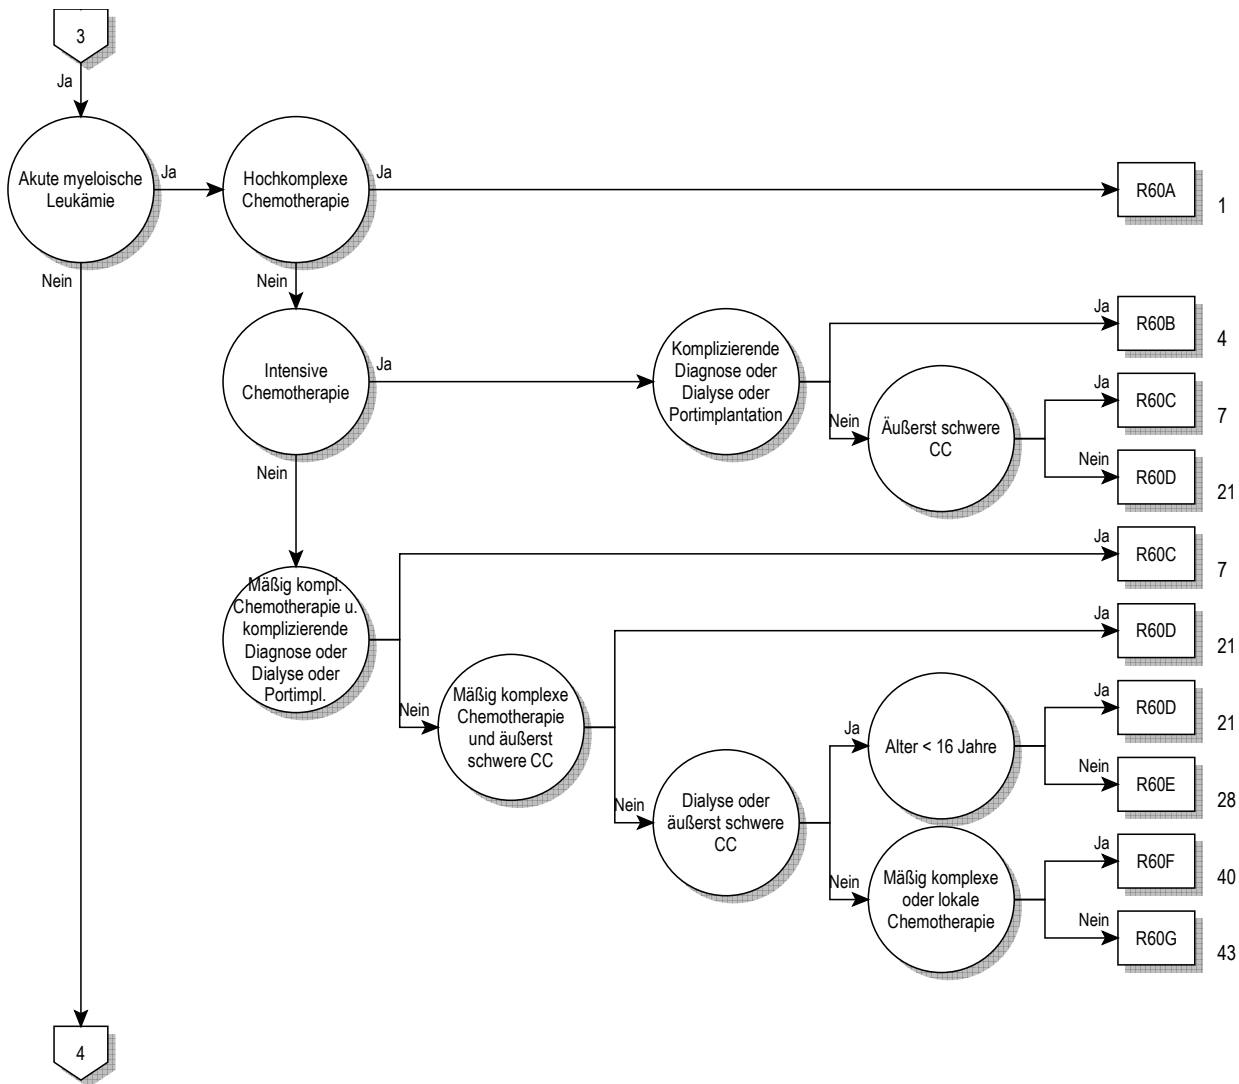 3
Ja
Akute myeloische
Leukämie
Ja
Hochkomplexe
Chemotherapie
Ja
R60A
1
Nein
Nein
Intensive
Chemotherapie
Ja
Komplizierende
Diagnose oder
Dialyse oder
Portimplantation
Ja
R60B
4
Nein
Äußerst schwere
CC
Ja
R60C
7
Nein
R60D
21
Nein
Mäßig kompl.
Chemotherapie u.
komplizierende
Diagnose oder
Dialyse oder
Portimpl.
Ja
R60C
7
Nein
Mäßig komplexe
Chemotherapie
und äußerst
schwere CC
Ja
R60D
21
Nein
Dialyse oder
äußerst schwere
CC
Ja
Alter < 16 Jahre
Ja
R60D
21
Nein
R60E
28
Nein
Mäßig komplexe
oder lokale
Chemotherapie
Ja
R60F
40
Nein
R60G
43
4